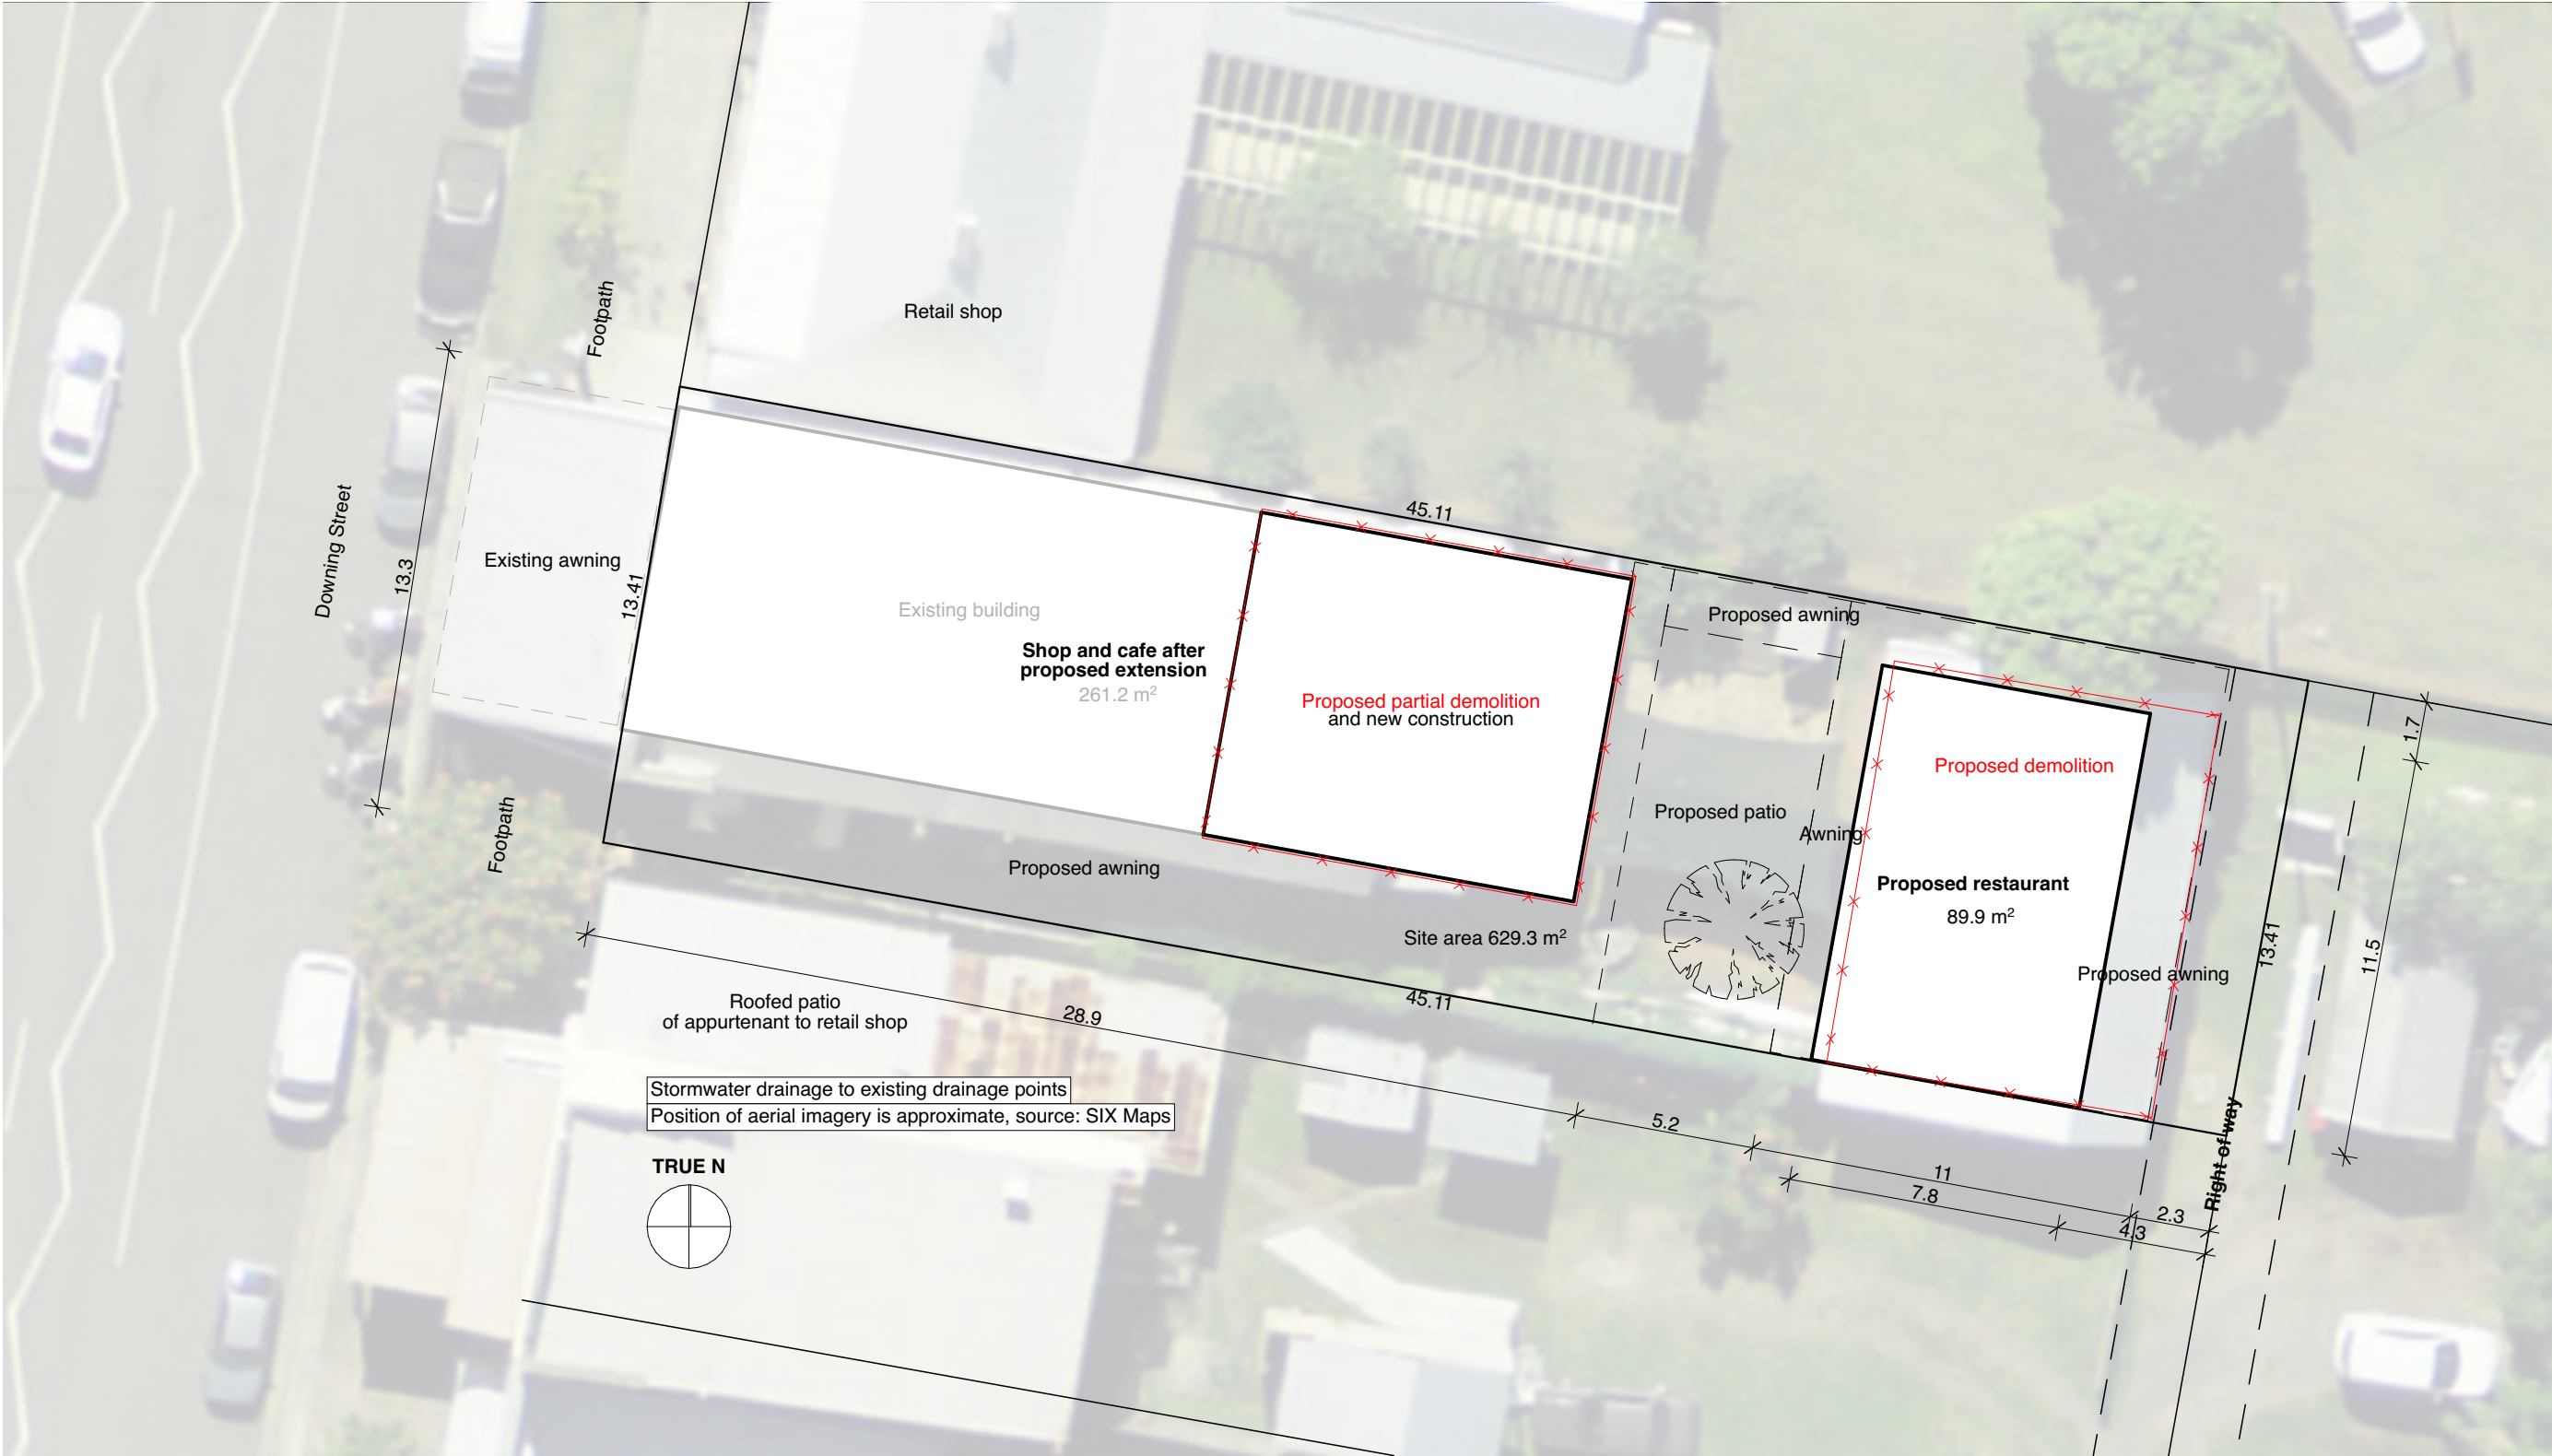 Retail shop
Footpath
45.11
Downing Street
13.3
Existing awning
13.41
Existing building
Shop and cafe after
proposed extension
261.2 m²
Proposed partial demolition
and new construction
Proposed awning
Proposed patio
Awning
Proposed demolition
Proposed restaurant
89.9 m²
Proposed awning
13.41
1.7
11.5
Footpath
Proposed awning
Site area 629.3 m²
45.11
28.9
Roofed patio
of appurtenant to retail shop
Stormwater drainage to existing drainage points
Position of aerial imagery is approximate, source: SIX Maps
TRUE N
5.2
11
7.8
2.3
4.3
Right of way